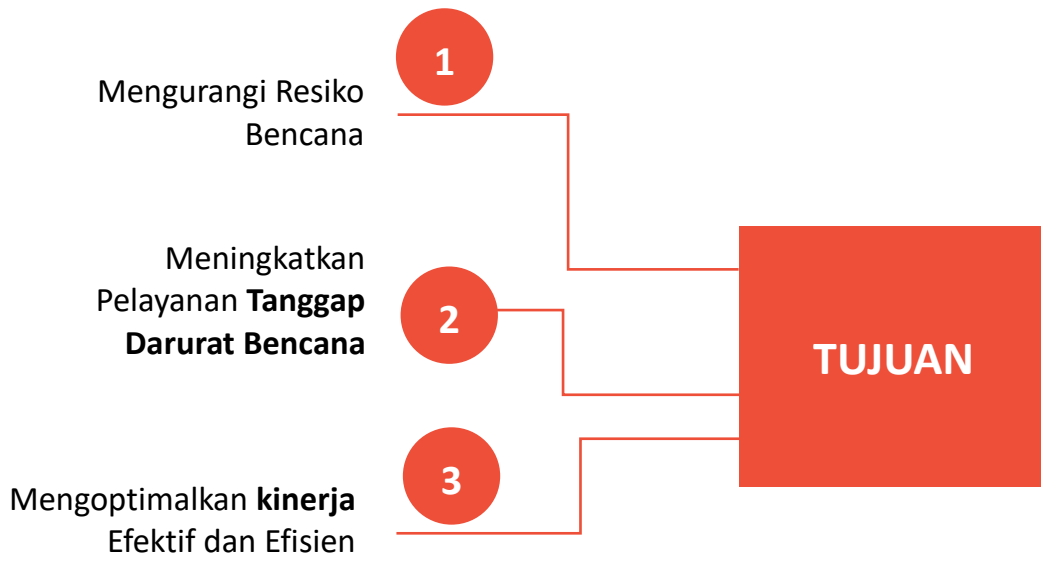 1
Mengurangi Resiko
Bencana
Meningkatkan
Pelayanan Tanggap
Darurat Bencana
2
TUJUAN
3
Mengoptimalkan kinerja
Efektif dan Efisien